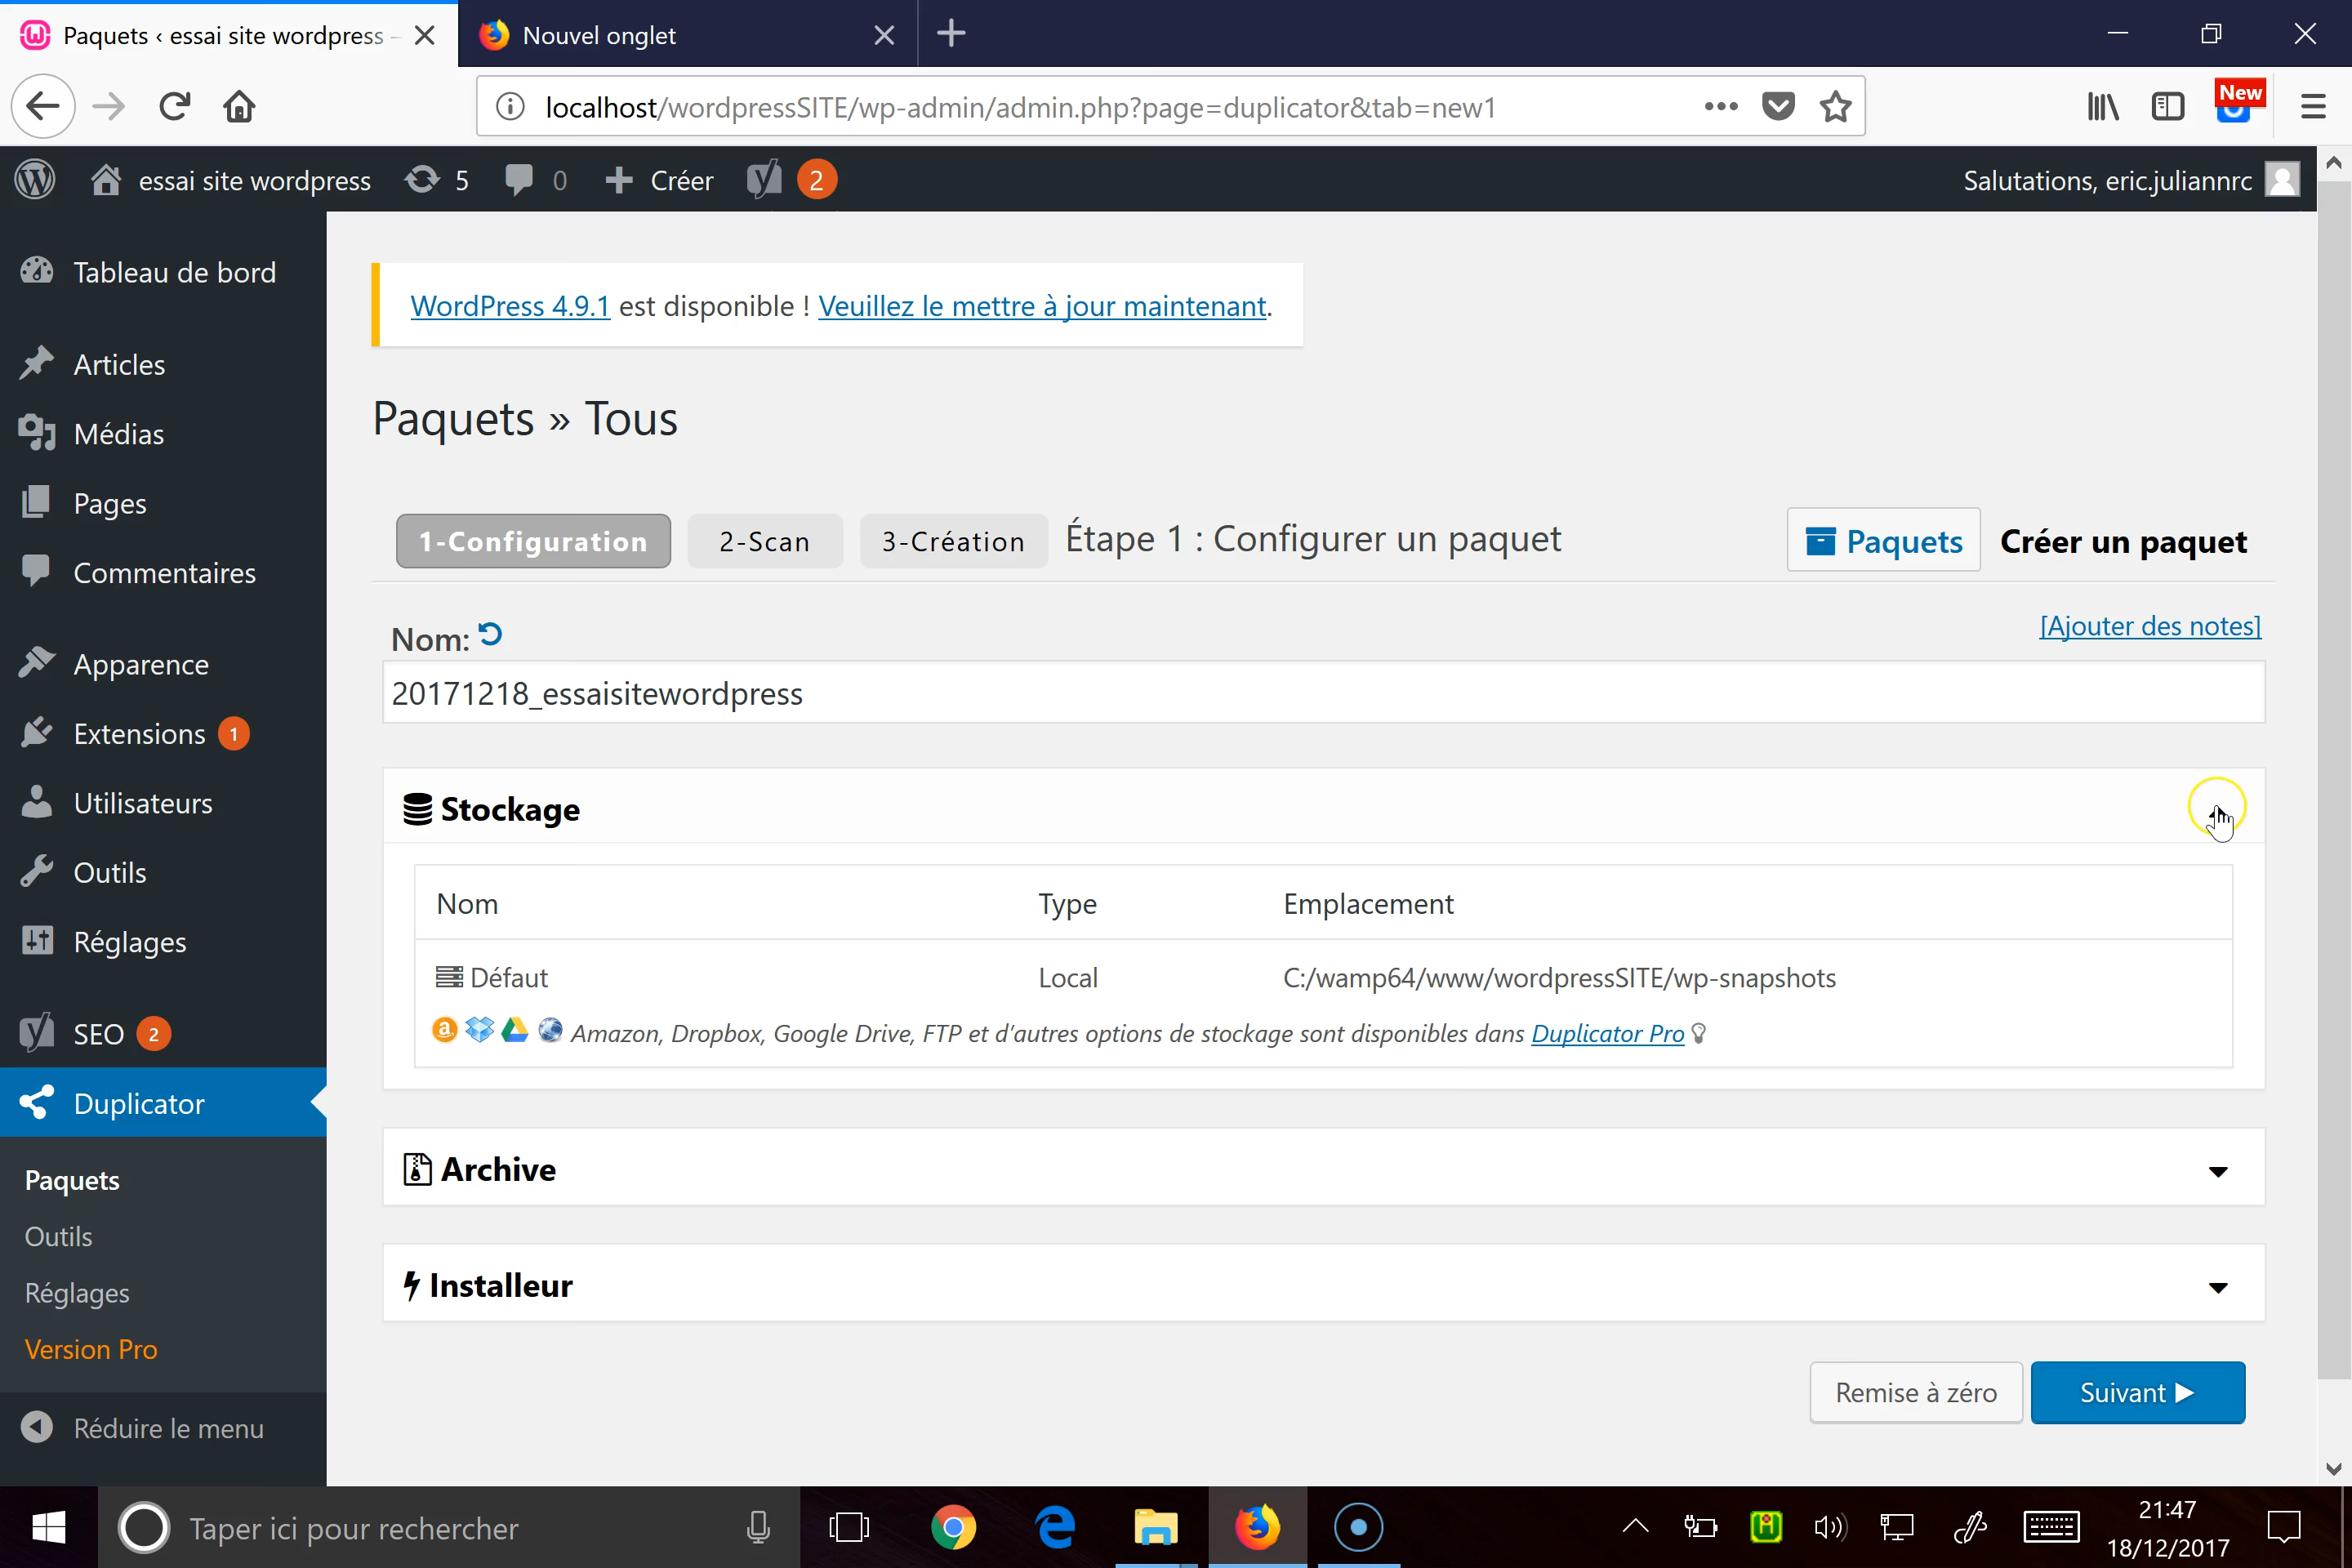 Paquets ‹ essai site wordpress –
Nouvel onglet
localhost/wordpressSITE/wp-admin/admin.php?page=duplicator&tab=new1
New
essai site wordpress
5
0
Créer
2
Salutations, eric.juliannrc
Tableau de bord
Articles
Médias
Pages
Commentaires
Apparence
Extensions 1
Utilisateurs
Outils
Réglages
SEO 2
Duplicator
Paquets
Outils
Réglages
Version Pro
Réduire le menu
WordPress 4.9.1 est disponible ! Veuillez le mettre à jour maintenant.
Paquets » Tous
1-Configuration
2-Scan
3-Création
Étape 1 : Configurer un paquet
Paquets
Créer un paquet
Nom:
[Ajouter des notes]
20171218_essaisitewordpress
Stockage
Nom Type Emplacement
Défaut Local C:/wamp64/www/wordpressSITE/wp-snapshots
Amazon, Dropbox, Google Drive, FTP et d'autres options de stockage sont disponibles dans Duplicator Pro
Archive
Installeur
Remise à zéro
Suivant ▶
Taper ici pour rechercher
21:47
18/12/2017